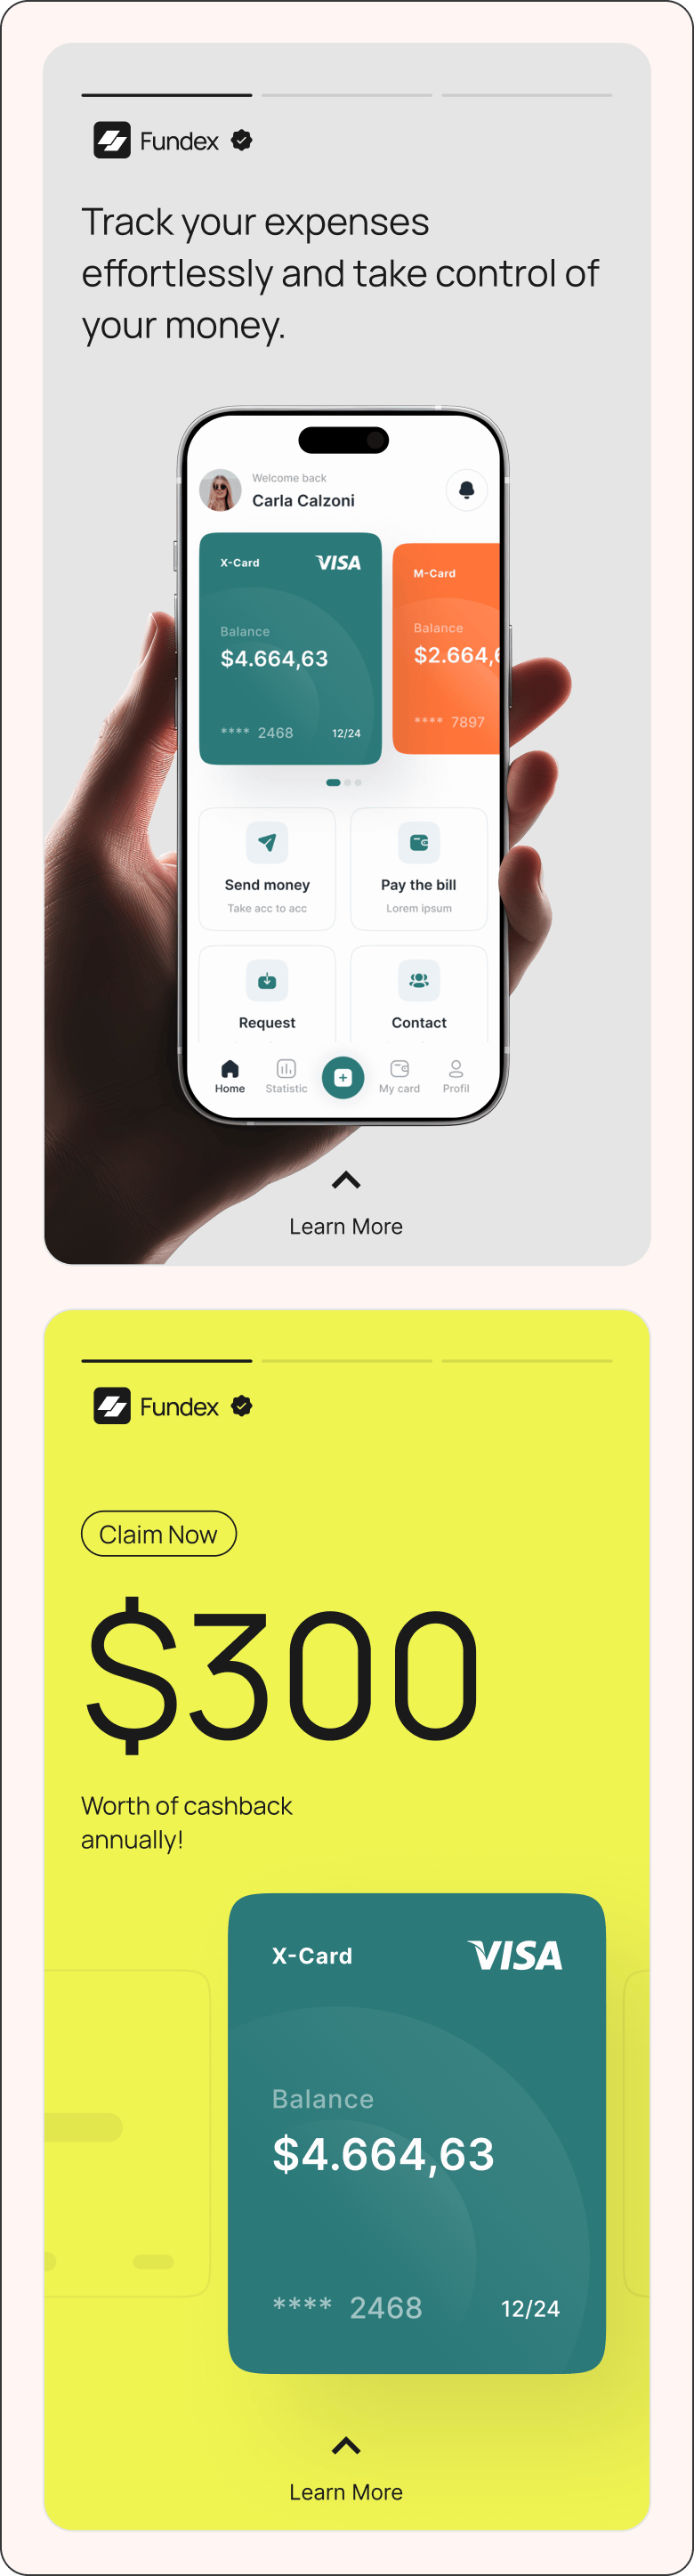 Fundex
Track your expenses
effortlessly and take control of
your money.
Welcome back
Carla Calzoni
X-Card VISA
Balance
$4.664,63
**** 2468 12/24
M-Card
Balance
$2.664,6
**** 7897
Send money
Take acc to acc
Pay the bill
Lorem ipsum
Request
Contact
Home Statistic My card Profil
Learn More
Fundex
Claim Now
$300
Worth of cashback
annually!
X-Card VISA
Balance
$4.664,63
**** 2468 12/24
Learn More